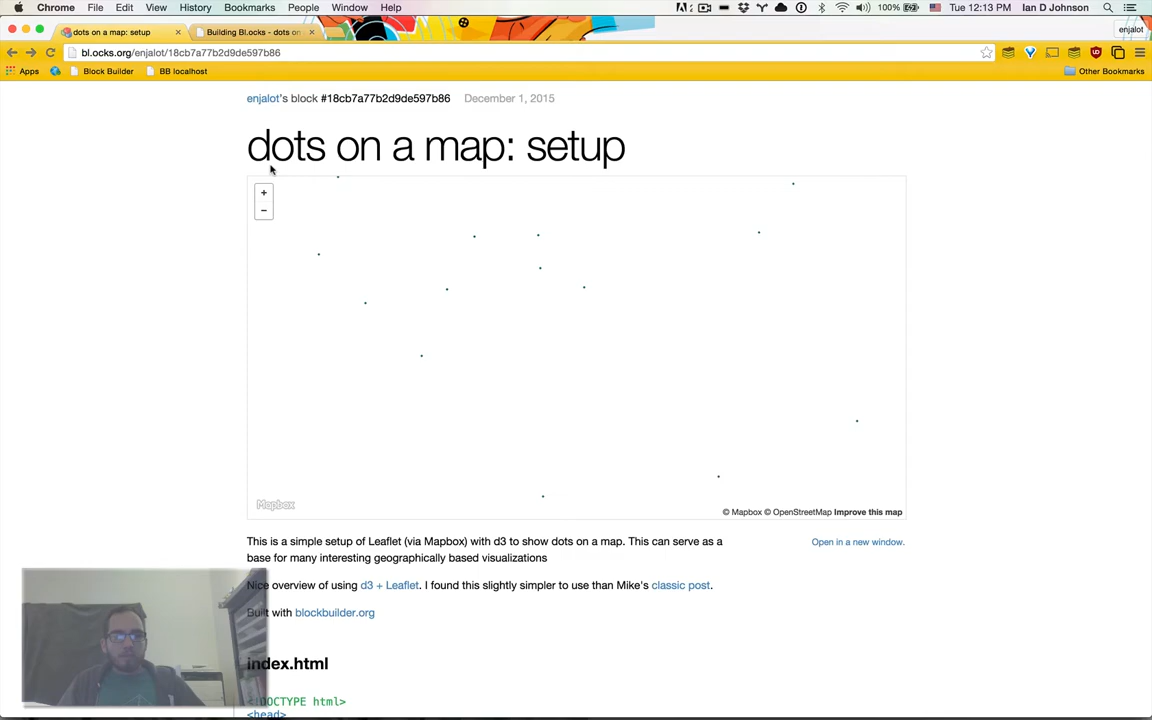 Chrome File Edit View History Bookmarks People Window Help
100% Tue 12:13 PM Ian D Johnson
dots on a map: setup
Building Bl.ocks - dots on
enjalot
bl.ocks.org/enjalot/18cb7a77b2d9de597b86
Apps Block Builder BB localhost Other Bookmarks
enjalot's block #18cb7a77b2d9de597b86 December 1, 2015
dots on a map: setup
+
−
Mapbox
© Mapbox © OpenStreetMap Improve this map
This is a simple setup of Leaflet (via Mapbox) with d3 to show dots on a map. This can serve as a
base for many interesting geographically based visualizations
Open in a new window.
Nice overview of using d3 + Leaflet. I found this slightly simpler to use than Mike's classic post.
Built with blockbuilder.org
index.html
<!DOCTYPE html>
<head>